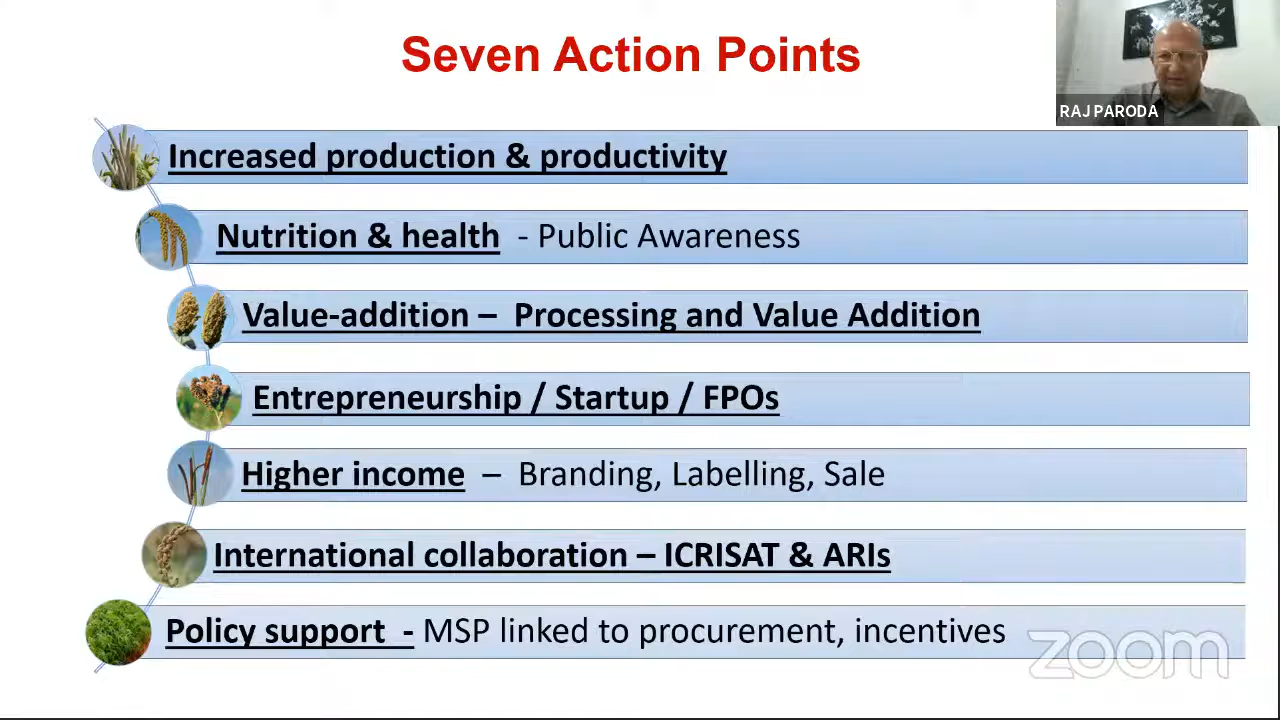 Seven Action Points
RAJ PARODA
Increased production & productivity
Nutrition & health - Public Awareness
Value-addition – Processing and Value Addition
Entrepreneurship / Startup / FPOs
Higher income – Branding, Labelling, Sale
International collaboration – ICRISAT & ARIs
Policy support - MSP linked to procurement, incentives
zoom